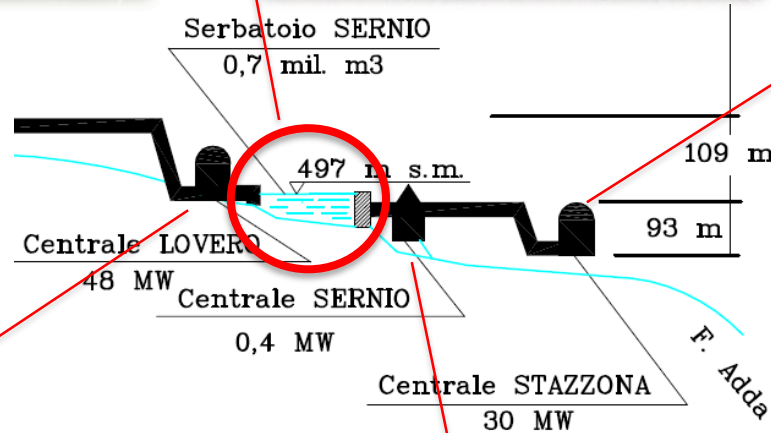 Serbatoio SERNIO
0,7 mil. m3
497 m s.m.
109 m
93 m
Centrale LOVERO
48 MW
Centrale SERNIO
0,4 MW
Centrale STAZZONA
30 MW
F. Adda